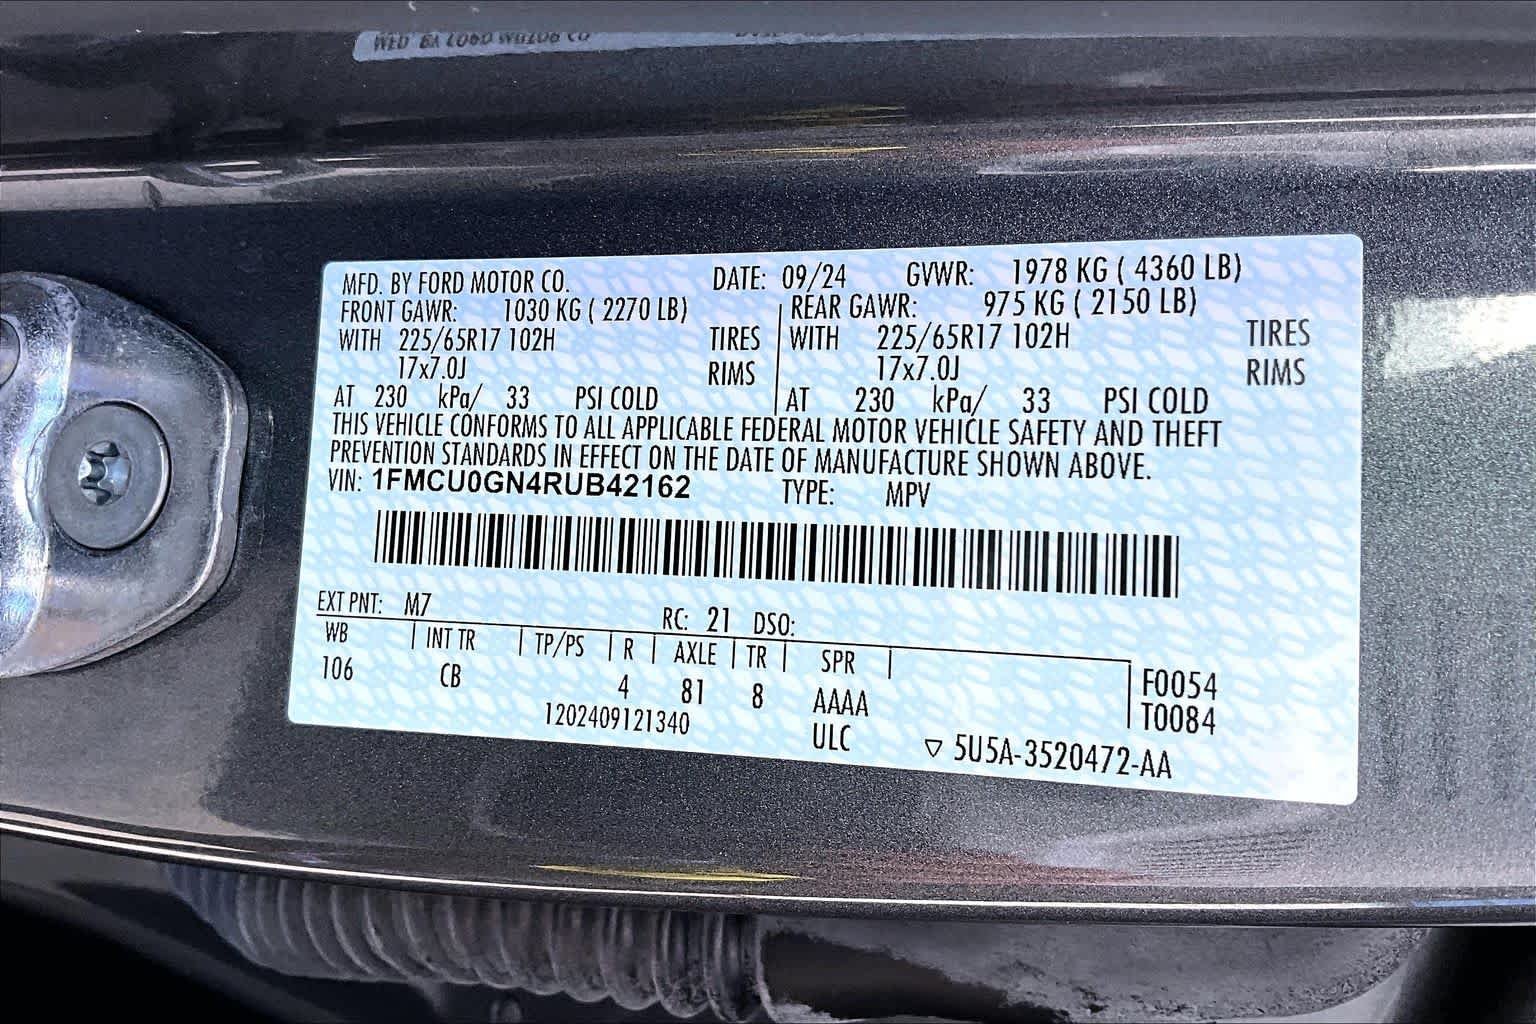 MFD. BY FORD MOTOR CO. DATE: 09/24 GVWR: 1978 KG ( 4360 LB)
FRONT GAWR: 1030 KG ( 2270 LB) REAR GAWR: 975 KG ( 2150 LB)
WITH 225/65R17 102H TIRES WITH 225/65R17 102H TIRES
17x7.0J RIMS 17x7.0J RIMS
AT 230 kPa/ 33 PSI COLD AT 230 kPa/ 33 PSI COLD
THIS VEHICLE CONFORMS TO ALL APPLICABLE FEDERAL MOTOR VEHICLE SAFETY AND THEFT
PREVENTION STANDARDS IN EFFECT ON THE DATE OF MANUFACTURE SHOWN ABOVE.
VIN: 1FMCU0GN4RUB42162 TYPE: MPV
EXT PNT: M7 RC: 21 DSO:
WB INT TR TP/PS R AXLE TR SPR
106 CB 4 81 8 AAAA F0054
1202409121340 ULC T0084
▽ 5U5A-3520472-AA